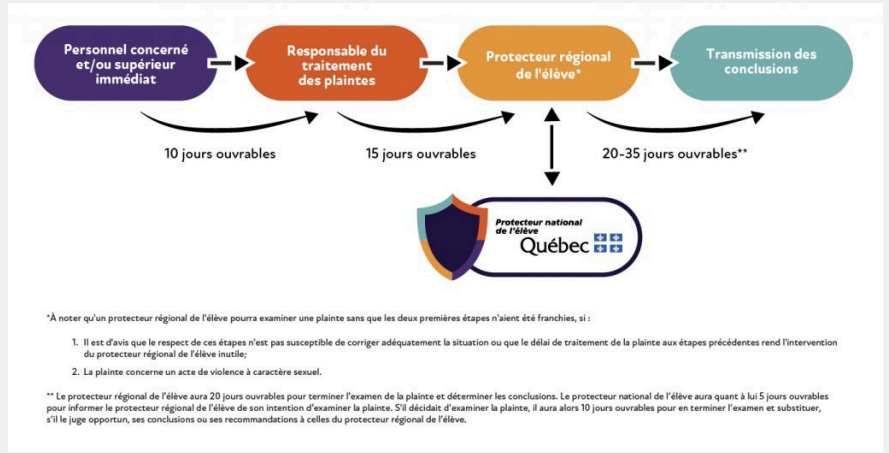 Personnel concerné
et/ou supérieur
immédiat
Responsable du
traitement
des plaintes
Protecteur régional
de l'élève*
Transmission des
conclusions
10 jours ouvrables
15 jours ouvrables
20-35 jours ouvrables**
Protecteur national
de l'élève
Québec
*À noter qu'un protecteur régional de l'élève pourra examiner une plainte sans que les deux premières étapes n'aient été franchies, si :
1. Il est d'avis que le respect de ces étapes n'est pas susceptible de corriger adéquatement la situation ou que le délai de traitement de la plainte aux étapes précédentes rend l'intervention
du protecteur régional de l'élève inutile;
2. La plainte concerne un acte de violence à caractère sexuel.
** Le protecteur régional de l'élève aura 20 jours ouvrables pour terminer l'examen de la plainte et déterminer les conclusions. Le protecteur national de l'élève aura quant à lui 5 jours ouvrables
pour informer le protecteur régional de l'élève de son intention d'examiner la plainte. S'il décidait d'examiner la plainte, il aura alors 10 jours ouvrables pour en terminer l'examen et substituer,
s'il le juge opportun, ses conclusions ou ses recommandations à celles du protecteur régional de l'élève.